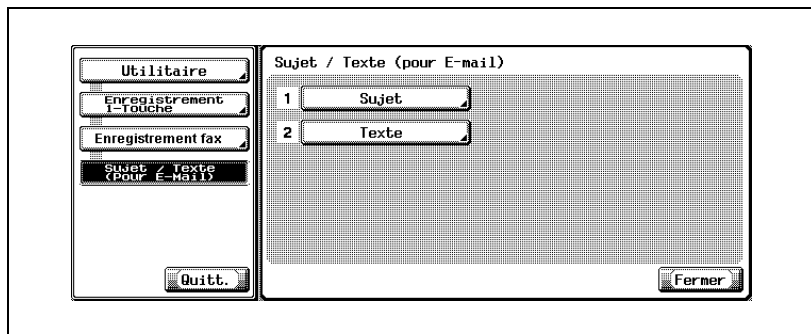 Utilitaire
Enregistrement
1-Touche
Enregistrement fax
Sujet / Texte
(Pour E-Mail)
Quitt.
Sujet / Texte (pour E-mail)
1 Sujet
2 Texte
Fermer